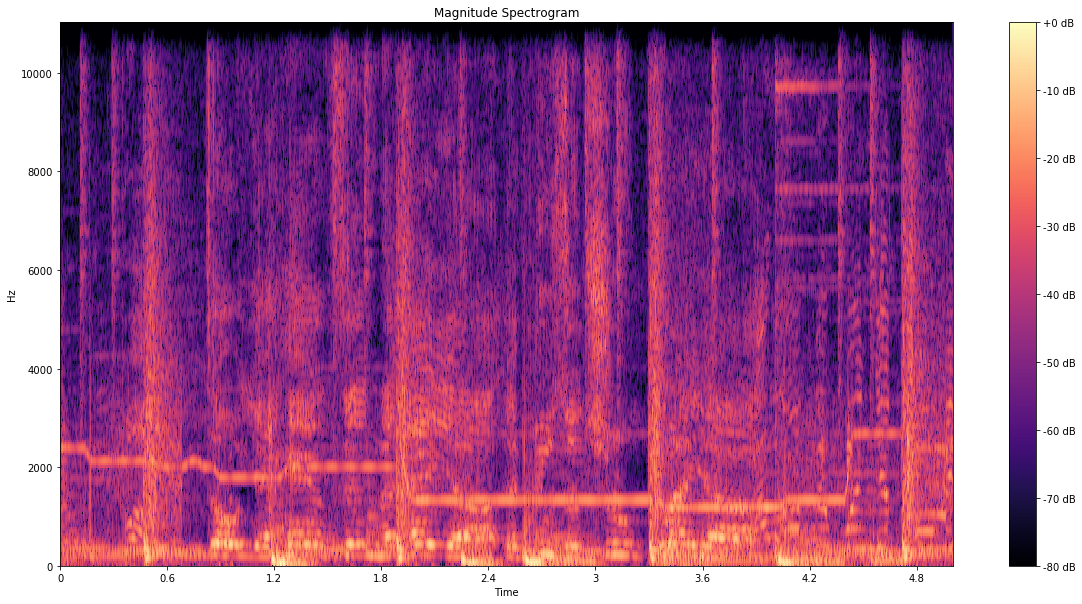 Magnitude Spectrogram
+0 dB
10000
-10 dB
8000
-20 dB
-30 dB
6000
Hz
-40 dB
4000
-50 dB
-60 dB
2000
-70 dB
0
-80 dB
0 0.6 1.2 1.8 2.4 3 3.6 4.2 4.8
Time